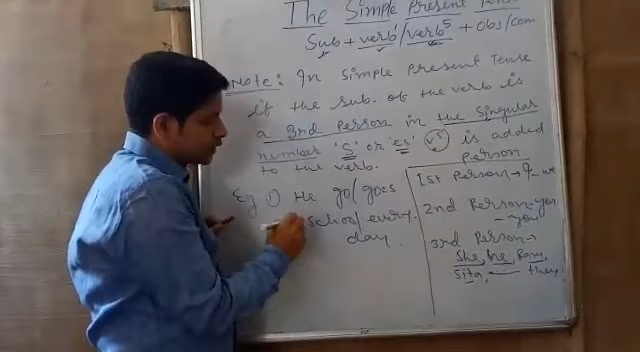 The Simple Present Tense
Sub + verb¹/verb⁵ + obj/com
Note: In Simple Present Tense
if the sub. of the verb is
a 3rd Person in the Singular
number 'S' or 'es' (v⁵) is added
to the verb.
Eg ① He go/goes
school every
day.
Person
1st Person → I - we
2nd Person - you
- you
3rd Person →
She, he, Ram,
Sita, they